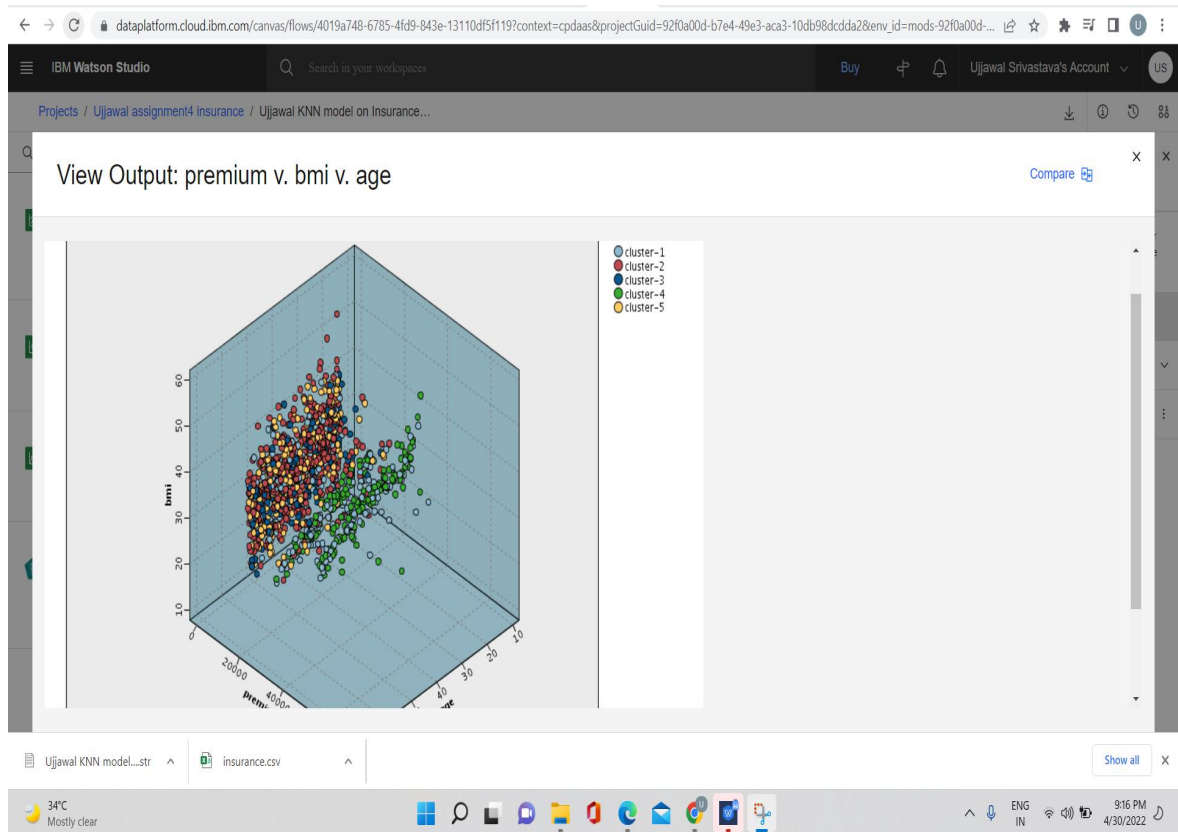 dataplatform.cloud.ibm.com/canvas/flows/4019a748-6785-4fd9-843e-13110df5f119?context=cpdaas&projectGuid=92f0a00d-b7e4-49e3-aca3-10db98dcdda2&env_id=mods-92f0a00d-...
U
IBM Watson Studio
Search in your workspaces
Buy
Ujjawal Srivastava's Account
US
Projects / Ujjawal assignment4 insurance / Ujjawal KNN model on Insurance...
View Output: premium v. bmi v. age
Compare
X
X
cluster-1
cluster-2
cluster-3
cluster-4
cluster-5
60
50
40
30
20
10
bmi
0
20000
40000
premi
10
20
30
40
age
Ujjawal KNN model....str
insurance.csv
Show all
X
34°C
Mostly clear
ENG
IN
9:16 PM
4/30/2022